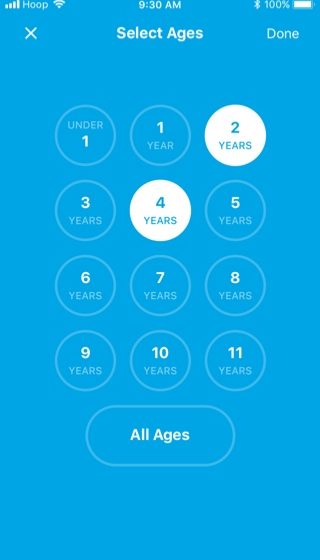 Hoop 9:30 AM 100%
Select Ages Done
UNDER 1
1 YEAR
2 YEARS
3 YEARS
4 YEARS
5 YEARS
6 YEARS
7 YEARS
8 YEARS
9 YEARS
10 YEARS
11 YEARS
All Ages